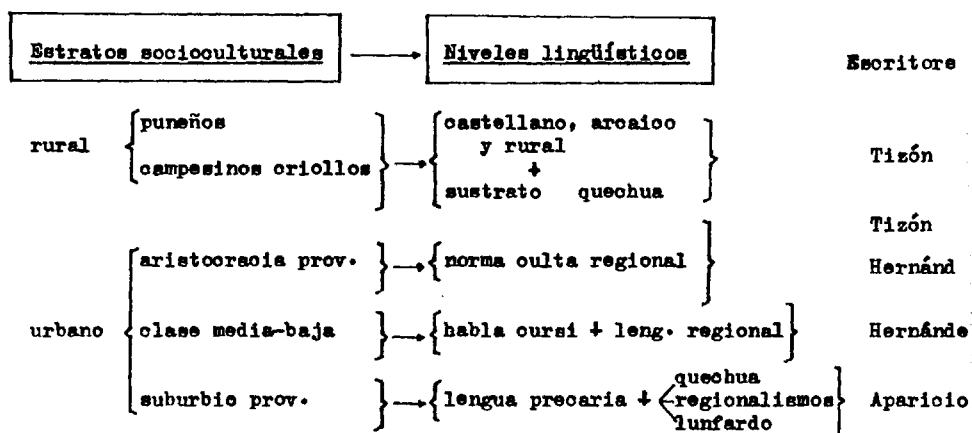 Estratos socioculturales → Niveles lingüísticos Escritore
puneños castellano, arcaico
rural y rural Tizón
campesinos criollos +
sustrato quechua
Tizón
aristocracia prov. norma culta regional Hernánd
urbano clase media-baja habla cursi + leng. regional Hernánde
quechua
suburbio prov. lengua precaria + regionalismos Aparicio
lunfardo